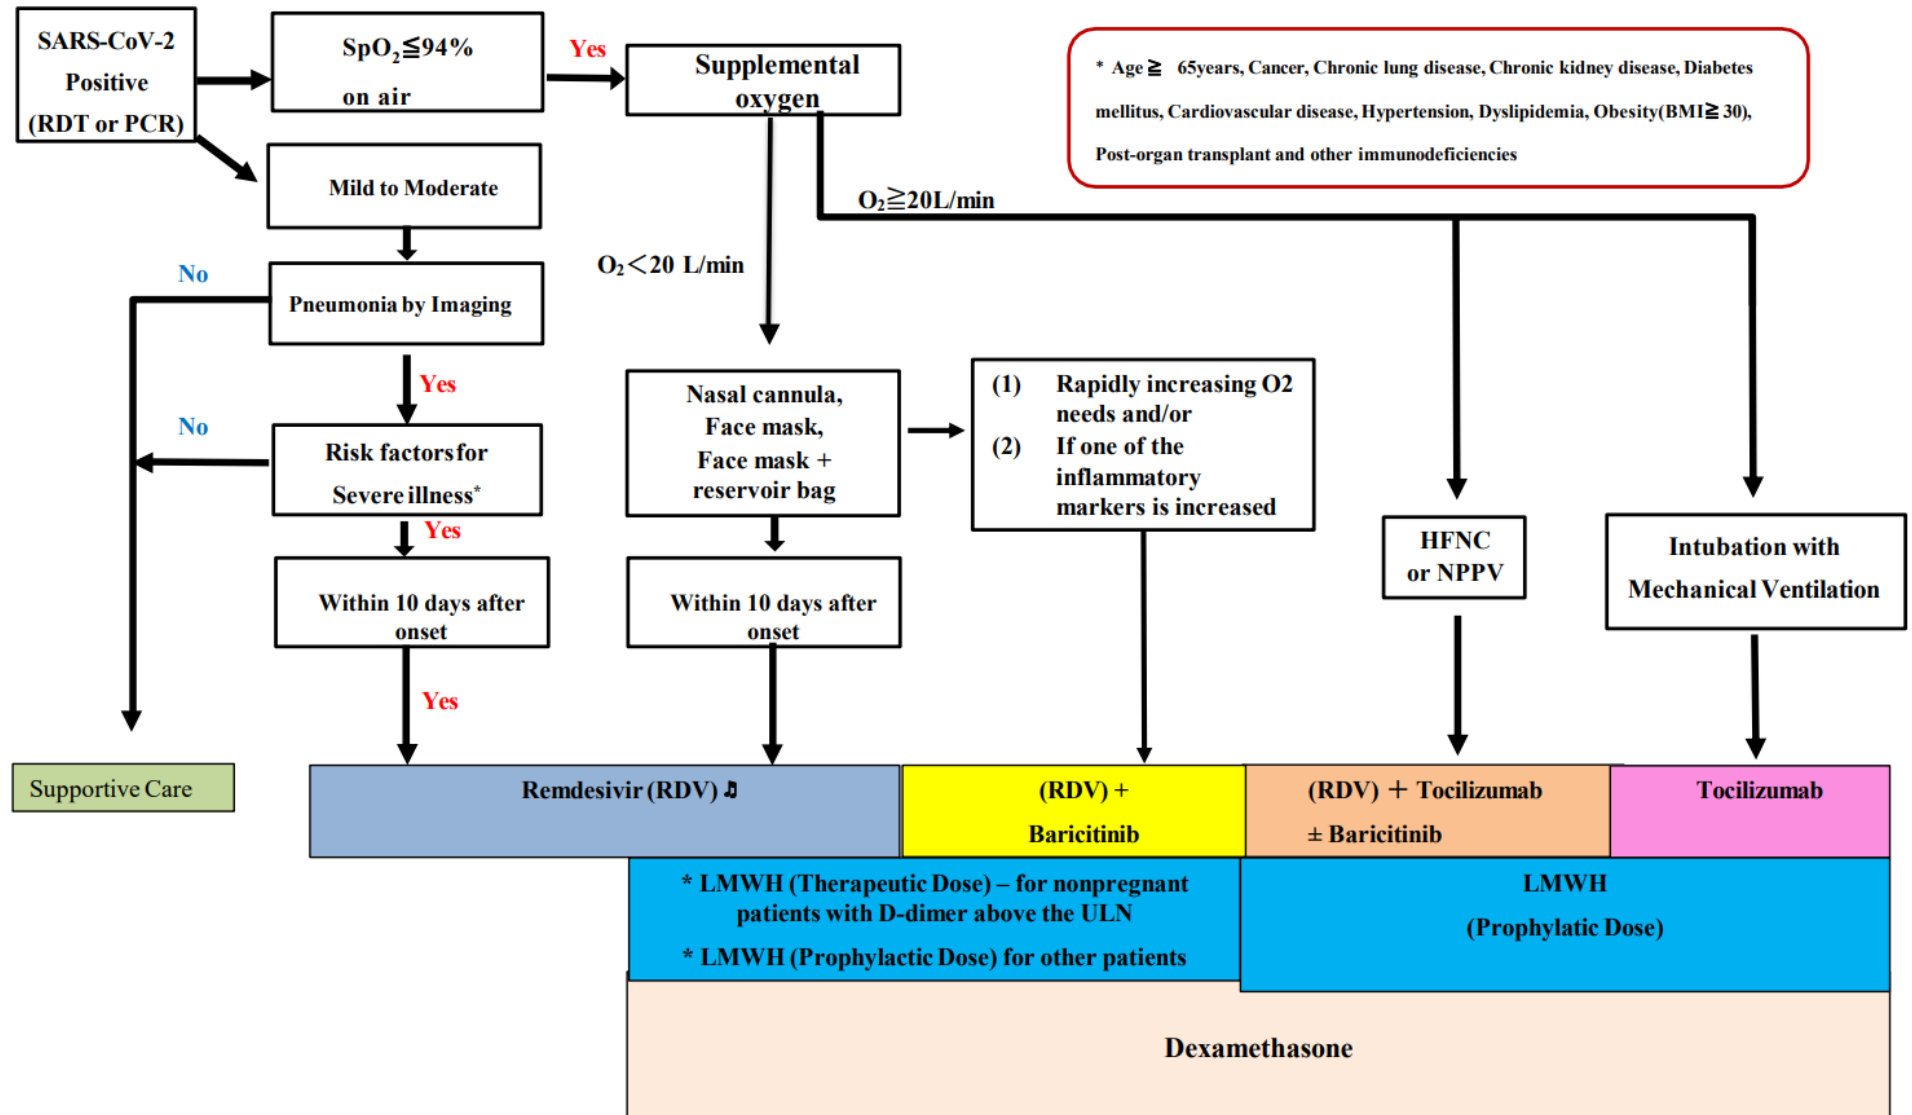 SARS-CoV-2
Positive
(RDT or PCR)
SpO₂≦94%
on air
Yes
Supplemental
oxygen
* Age≧ 65years, Cancer, Chronic lung disease, Chronic kidney disease, Diabetes
mellitus, Cardiovascular disease, Hypertension, Dyslipidemia, Obesity(BMI≧30),
Post-organ transplant and other immunodeficiencies
Mild to Moderate
O₂≧20L/min
O₂<20 L/min
No
Pneumonia by Imaging
Yes
No
Risk factors for
Severe illness*
Yes
Nasal cannula,
Face mask,
Face mask +
reservoir bag
(1) Rapidly increasing O2
needs and/or
(2) If one of the
inflammatory
markers is increased
HFNC
or NPPV
Intubation with
Mechanical Ventilation
Within 10 days after
onset
Within 10 days after
onset
Yes
Supportive Care
Remdesivir (RDV) ♫
(RDV) +
Baricitinib
(RDV) + Tocilizumab
± Baricitinib
Tocilizumab
* LMWH (Therapeutic Dose) – for nonpregnant
patients with D-dimer above the ULN
* LMWH (Prophylactic Dose) for other patients
LMWH
(Prophylatic Dose)
Dexamethasone